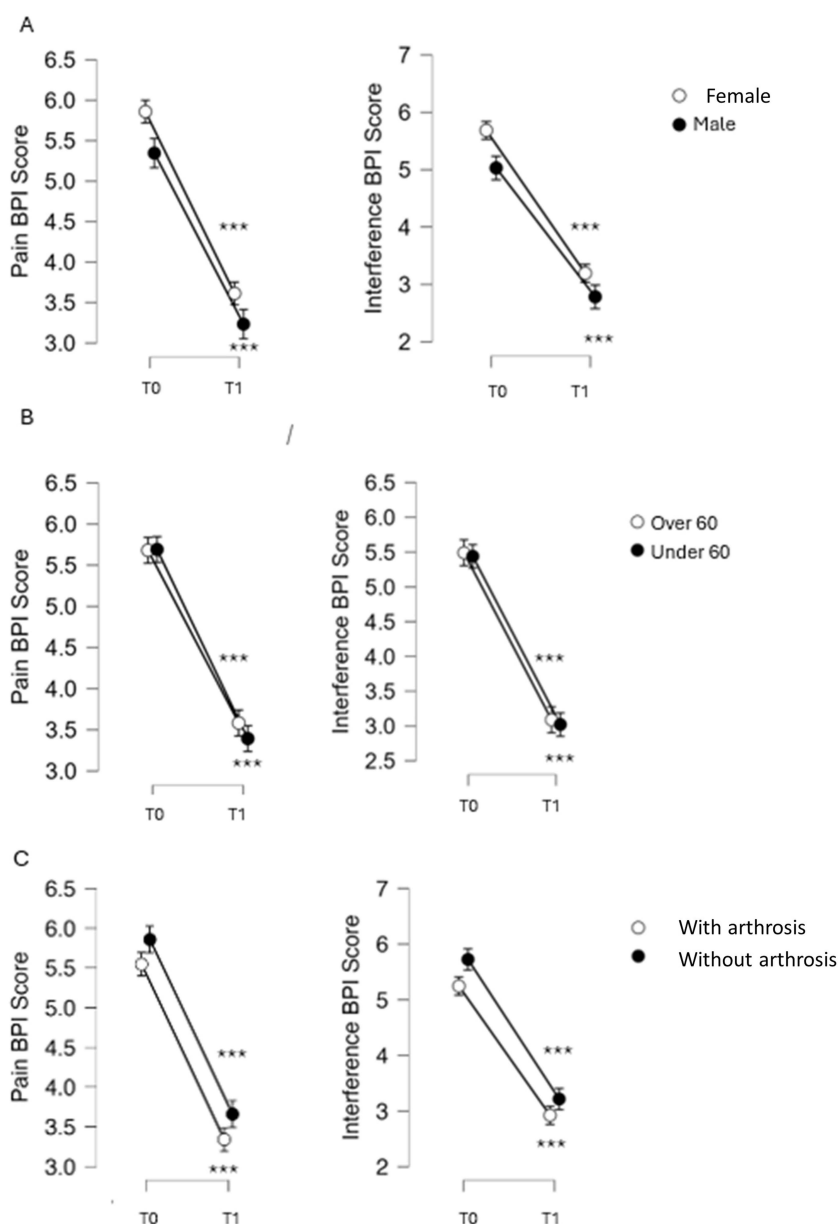 A
Pain BPI Score
6.5
6.0
5.5
5.0
4.5
4.0
3.5
3.0
***
***
T0
T1
Interference BPI Score
7
6
5
4
3
2
***
***
T0
T1
Female
Male
B
/
Pain BPI Score
6.5
6.0
5.5
5.0
4.5
4.0
3.5
3.0
***
***
T0
T1
Interference BPI Score
6.5
6.0
5.5
5.0
4.5
4.0
3.5
3.0
2.5
***
***
T0
T1
Over 60
Under 60
C
Pain BPI Score
6.5
6.0
5.5
5.0
4.5
4.0
3.5
3.0
***
***
T0
T1
Interference BPI Score
7
6
5
4
3
2
***
***
T0
T1
With arthrosis
Without arthrosis